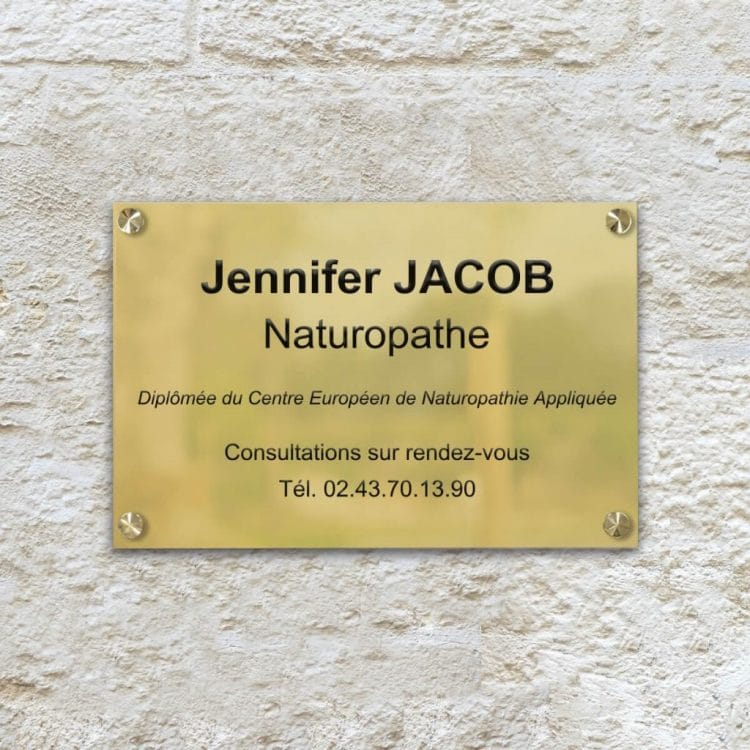 Jennifer JACOB
Naturopathe
Diplômée du Centre Européen de Naturopathie Appliquée
Consultations sur rendez-vous
Tél. 02.43.70.13.90